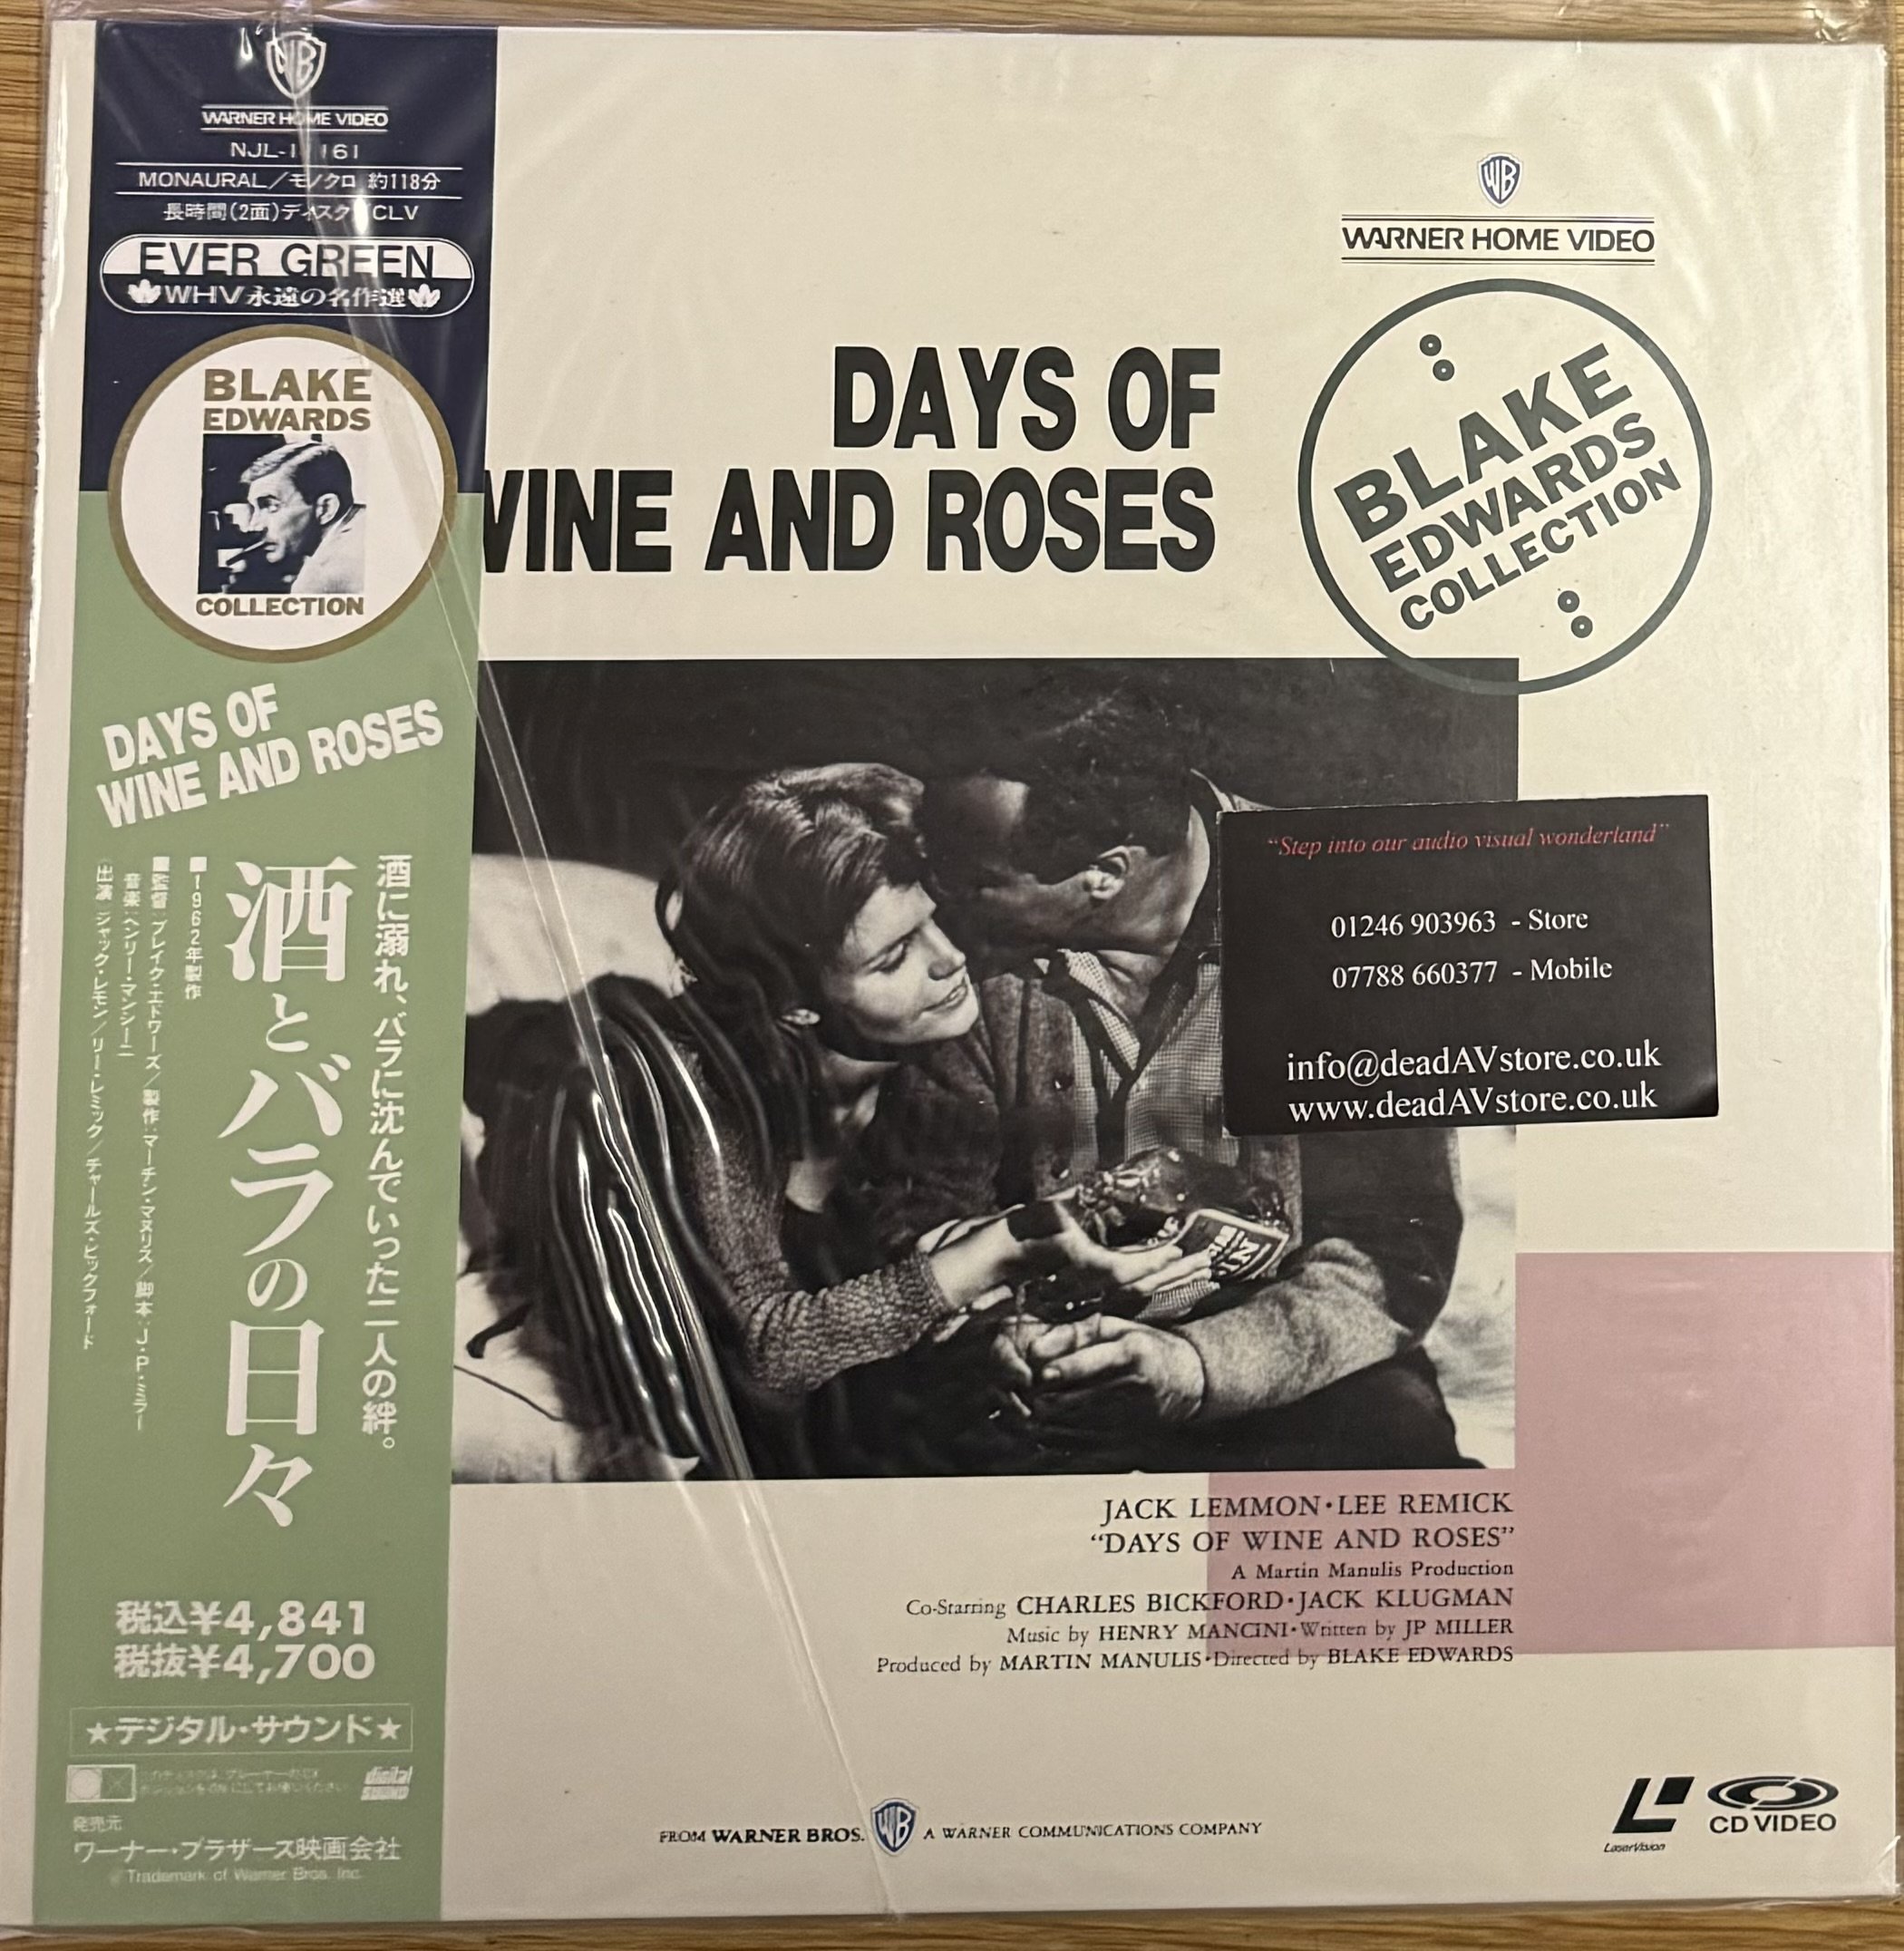 WB
WARNER HOME VIDEO
MONAURAL/モノクロ 約118分
長時間(2面)ディスク CLV
EVER GREEN
WHV永遠の名作選
BLAKE
EDWARDS
COLLECTION
DAYS OF
WINE AND ROSES
酒に溺れ、バラに沈んでいった二人の絆。
酒とバラの日々
■1962年製作
■監督:ブレイク・エドワーズ/製作:マーチン・マヌリス/脚本:J・P・ミラー
音楽:ヘンリー・マンシーニ
出演:ジャック・レモン/リー・レミック/チャールズ・ビックフォード
税込¥4,841
税抜¥4,700
★デジタル・サウンド★
digital
sound
発売元
ワーナー・ブラザース映画会社
Trademark of Warner Bros. Inc.
WB
WARNER HOME VIDEO
DAYS OF
WINE AND ROSES
BLAKE
EDWARDS
COLLECTION
“Step into our audio visual wonderland”
01246 903963 - Store
07788 660377 - Mobile
info@deadAVstore.co.uk
www.deadAVstore.co.uk
JACK LEMMON·LEE REMICK
“DAYS OF WINE AND ROSES”
A Martin Manulis Production
Co-Starring CHARLES BICKFORD·JACK KLUGMAN
Music by HENRY MANCINI·Written by JP MILLER
Produced by MARTIN MANULIS·Directed by BLAKE EDWARDS
FROM WARNER BROS. WB A WARNER COMMUNICATIONS COMPANY
LaserVision
CD VIDEO